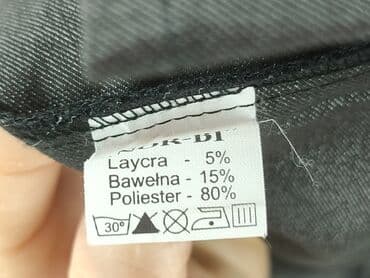 Laycra - 5%
Bawełna - 15%
Poliester - 80%
30°